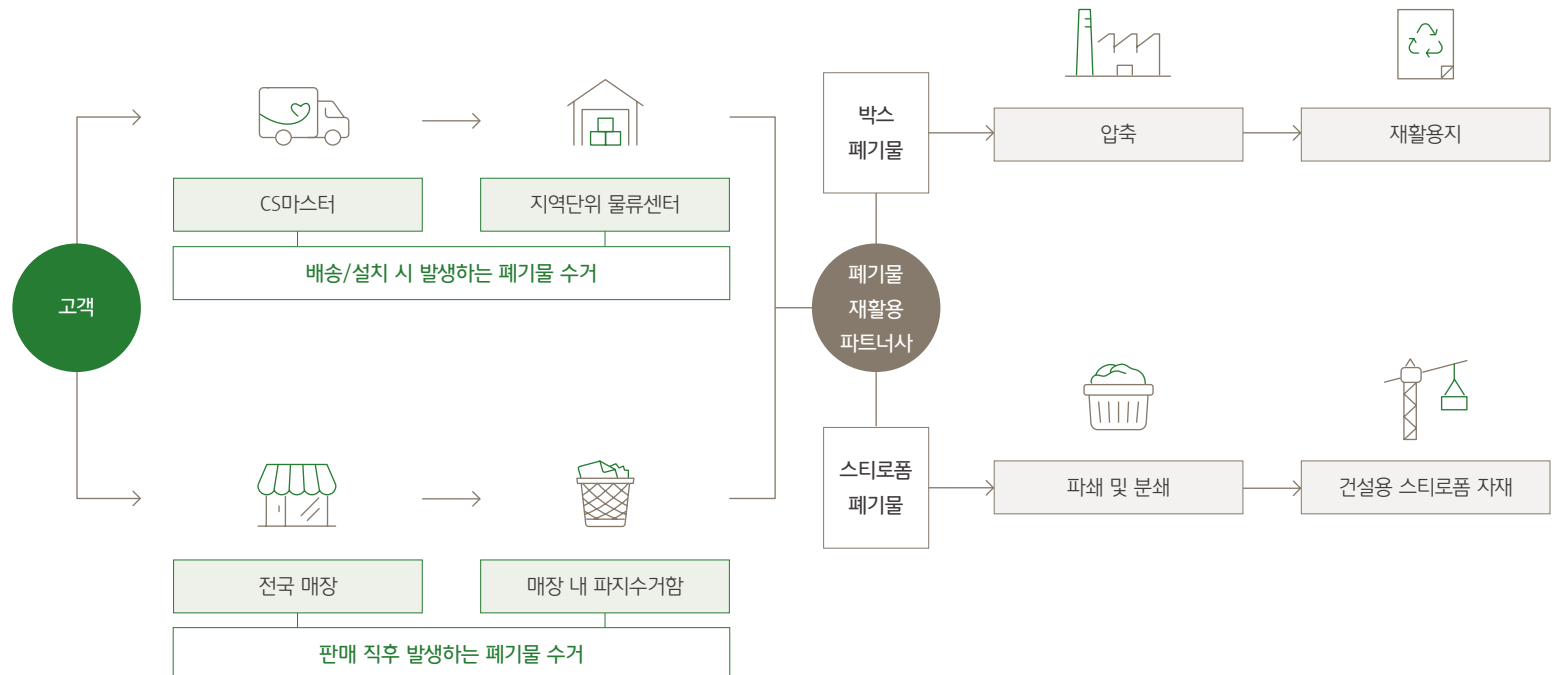 고객
CS마스터
지역단위 물류센터
배송/설치 시 발생하는 폐기물 수거
전국 매장
매장 내 파지수거함
판매 직후 발생하는 폐기물 수거
폐기물
재활용
파트너사
박스
폐기물
압축
재활용지
스티로폼
폐기물
파쇄 및 분쇄
건설용 스티로폼 자재